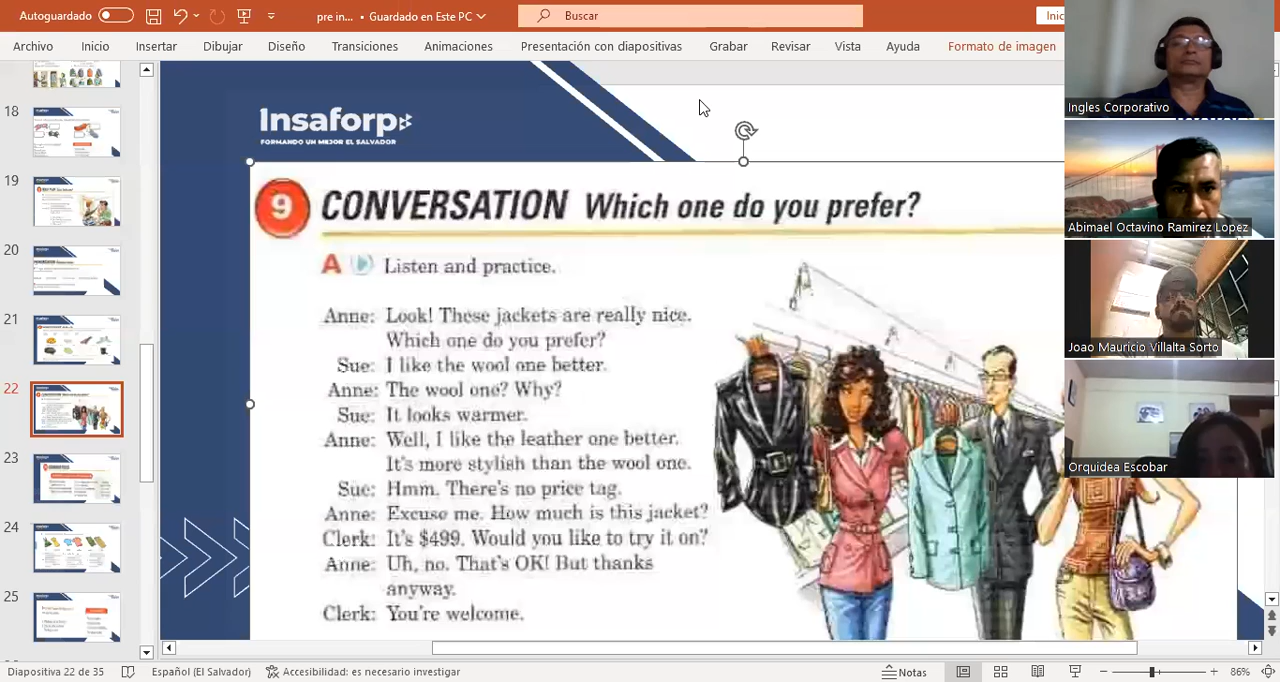 Autoguardado
pre in... • Guardado en Este PC
Buscar
Inic
Archivo Inicio Insertar Dibujar Diseño Transiciones Animaciones Presentación con diapositivas Grabar Revisar Vista Ayuda Formato de imagen
18
19
20
21
22
23
24
25
Insaforp
FORMANDO UN MEJOR EL SALVADOR
9 CONVERSATION Which one do you prefer?
A Listen and practice.
Anne: Look! These jackets are really nice.
Which one do you prefer?
Sue: I like the wool one better.
Anne: The wool one? Why?
Sue: It looks warmer.
Anne: Well, I like the leather one better.
It's more stylish than the wool one.
Sue: Hmm. There's no price tag.
Anne: Excuse me. How much is this jacket?
Clerk: It's $499. Would you like to try it on?
Anne: Uh, no. That's OK! But thanks
anyway.
Clerk: You're welcome.
Ingles Corporativo
Abimael Octavino Ramirez Lopez
Joao Mauricio Villalta Sorto
Orquidea Escobar
Diapositiva 22 de 35
Español (El Salvador)
Accesibilidad: es necesario investigar
Notas
86%